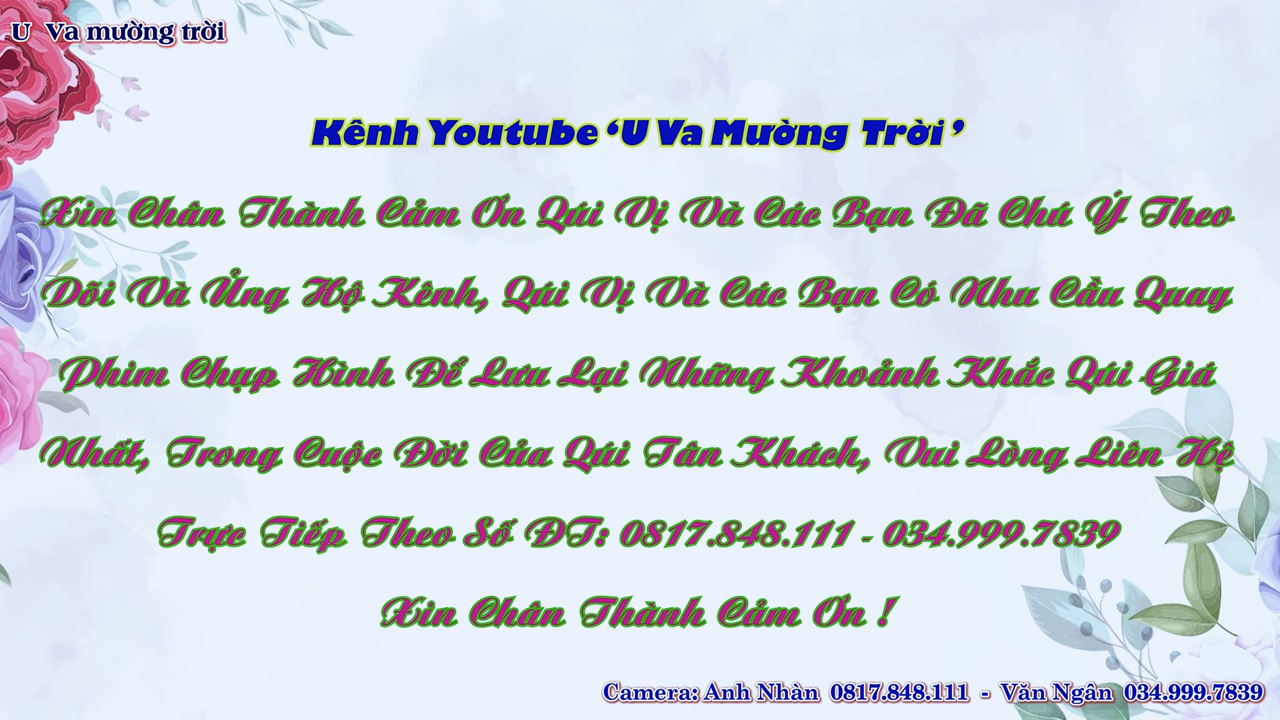 U Va mường trời
Kênh Youtube ‘U Va Mường Trời ’
Xin Chân Thành Cảm Ơn Qúi Vị Và Các Bạn Đã Chú Ý Theo
Dõi Và Ủng Hộ Kênh, Qúi Vị Và Các Bạn Có Nhu Cầu Quay
Phim Chụp Hình Để Lưu Lại Những Khoảnh Khắc Qúi Giá
Nhất, Trong Cuộc Đời Của Qúi Tân Khách, Vui Lòng Liên Hệ
Trực Tiếp Theo Số ĐT: 0817.848.111 - 034.999.7839
Xin Chân Thành Cảm Ơn !
Camera: Anh Nhàn 0817.848.111 - Văn Ngân 034.999.7839